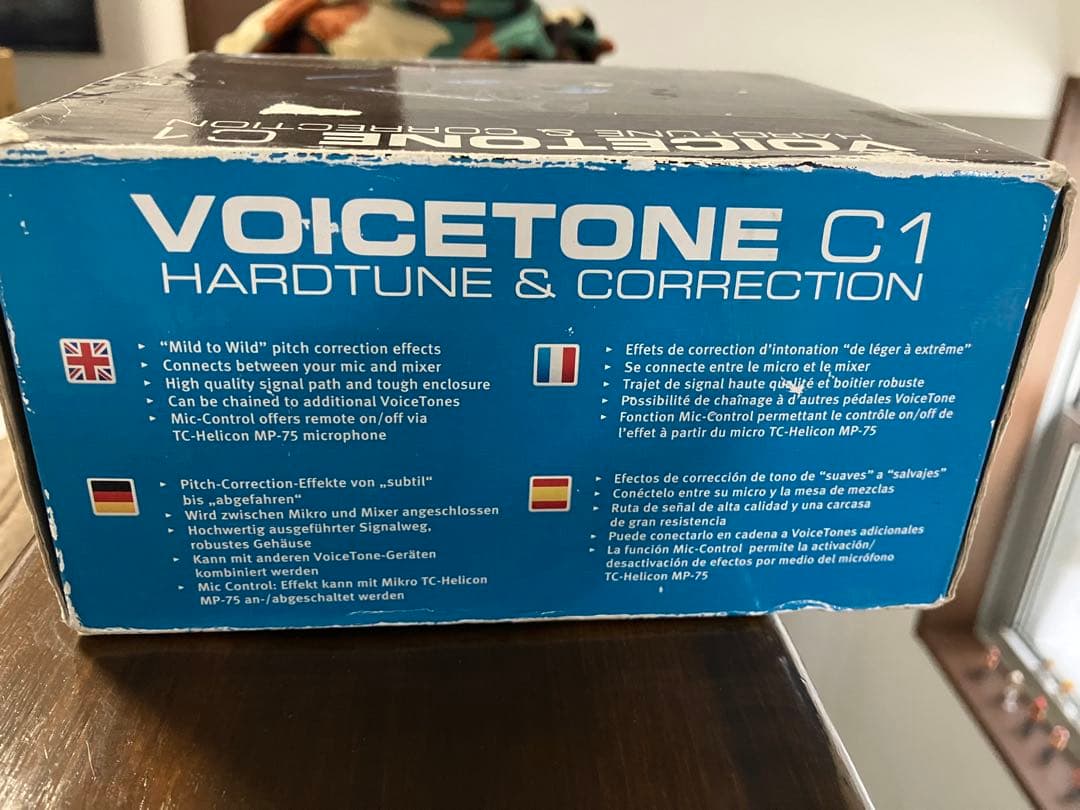 VOICETONE C1
HARDTUNE & CORRECTION
VOICETONE C1
HARDTUNE & CORRECTION
▸ “Mild to Wild” pitch correction effects
▸ Connects between your mic and mixer
▸ High quality signal path and tough enclosure
▸ Can be chained to additional VoiceTones
▸ Mic-Control offers remote on/off via
TC-Helicon MP-75 microphone
▸ Effets de correction d’intonation “de léger à extrême”
▸ Se connecte entre le micro et le mixer
▸ Trajet de signal haute qualité et boitier robuste
▸ Possibilité de chaînage à d’autres pédales VoiceTone
▸ Fonction Mic-Control permettant le contrôle on/off de
l’effet à partir du micro TC-Helicon MP-75
▸ Pitch-Correction-Effekte von „subtil“
bis „abgefahren“
▸ Wird zwischen Mikro und Mixer angeschlossen
▸ Hochwertig ausgeführter Signalweg,
robustes Gehäuse
▸ Kann mit anderen VoiceTone-Geräten
kombiniert werden
▸ Mic Control: Effekt kann mit Mikro TC-Helicon
MP-75 an-/abgeschaltet werden
▸ Efectos de corrección de tono de “suaves” a “salvajes”
▸ Conéctelo entre su micro y la mesa de mezclas
▸ Ruta de señal de alta calidad y una carcasa
de gran resistencia
▸ Puede conectarlo en cadena a VoiceTones adicionales
▸ La función Mic-Control permite la activación/
desactivación de efectos por medio del micrófono
TC-Helicon MP-75